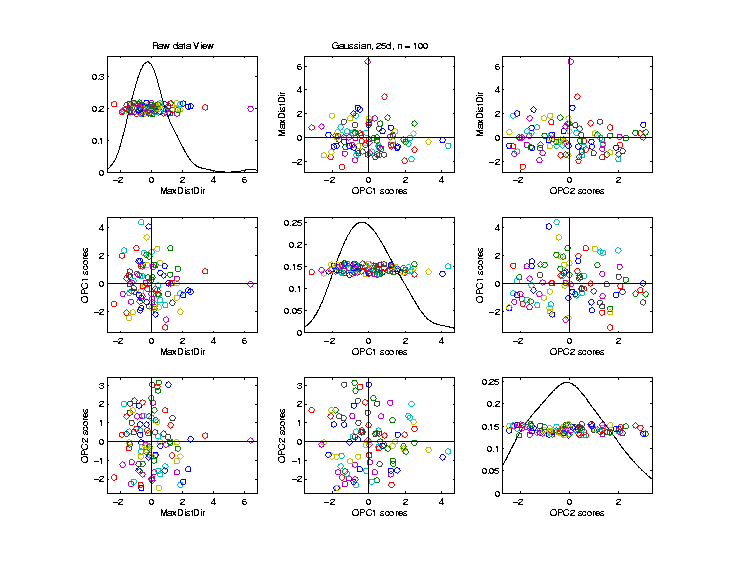 Raw data View
Gaussian, 25d, n = 100
0.3
0.2
0.1
0
−2 0 2 4 6
MaxDistDir
MaxDistDir
6
4
2
0
−2
−2 0 2 4
OPC1 scores
MaxDistDir
6
4
2
0
−2
−2 0 2
OPC2 scores
OPC1 scores
4
2
0
−2
−2 0 2 4 6
MaxDistDir
0.25
0.2
0.15
0.1
0.05
0
−2 0 2 4
OPC1 scores
OPC1 scores
4
2
0
−2
−2 0 2
OPC2 scores
OPC2 scores
3
2
1
0
−1
−2
−2 0 2 4 6
MaxDistDir
OPC2 scores
3
2
1
0
−1
−2
−2 0 2 4
OPC1 scores
0.25
0.2
0.15
0.1
0.05
0
−2 0 2
OPC2 scores